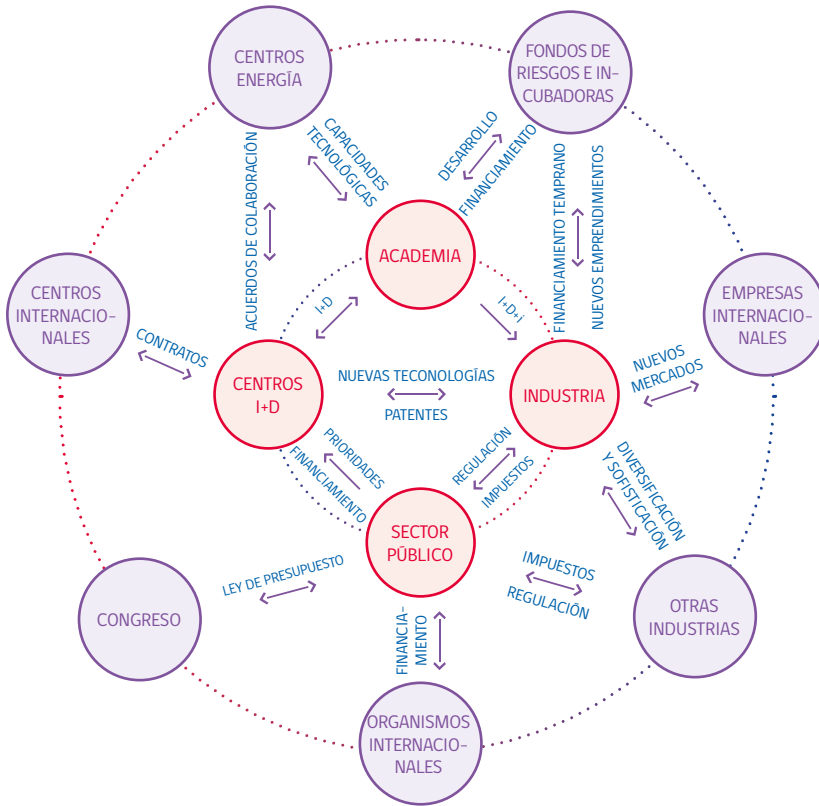 CENTROS
ENERGÍA
FONDOS DE
RIESGOS E IN-
CUBADORAS
CAPACIDADES
TECNOLÓGICAS
DESARROLLO
FINANCIAMIENTO
ACUERDOS DE COLABORACIÓN
FINANCIAMIENTO TEMPRANO
NUEVOS EMPRENDIMIENTOS
ACADEMIA
CENTROS
INTERNACIO-
NALES
EMPRESAS
INTERNACIO-
NALES
I+D
I+D+i
CONTRATOS
NUEVOS
MERCADOS
CENTROS
I+D
NUEVAS TECONOLOGÍAS
PATENTES
INDUSTRIA
PRIORIDADES
FINANCIAMIENTO
REGULACIÓN
IMPUESTOS
DIVERSIFICACIÓN
Y SOFISTICACIÓN
SECTOR
PÚBLICO
LEY DE PRESUPUESTO
IMPUESTOS
REGULACIÓN
CONGRESO
OTRAS
INDUSTRIAS
FINANCIA-
MIENTO
ORGANISMOS
INTERNACIO-
NALES